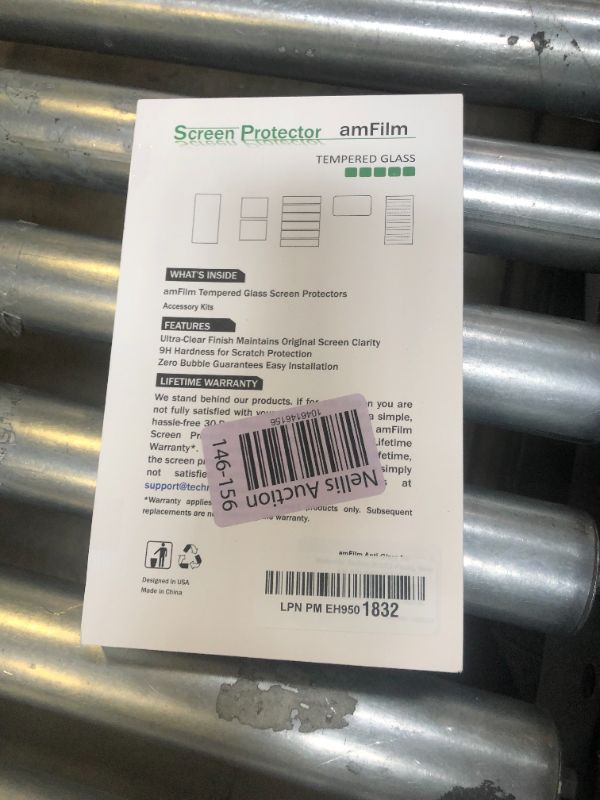 Screen Protector amFilm
TEMPERED GLASS
WHAT'S INSIDE
amFilm Tempered Glass Screen Protectors
Accessory Kits
FEATURES
Ultra-Clear Finish Maintains Original Screen Clarity
9H Hardness for Scratch Protection
Zero Bubble Guarantees Easy Installation
LIFETIME WARRANTY
We stand behind our products. if for you are
not fully satisfied with a simple,
hassle-free 30 amFilm
Screen Lifetime
Warranty*.
the screen simply
not at
support@tech
*Warranty products only. Subsequent
replacements are warranty.
1046146156
146-156
Nellis Auction
Designed in USA
Made in China
LPN PM EH950 1832